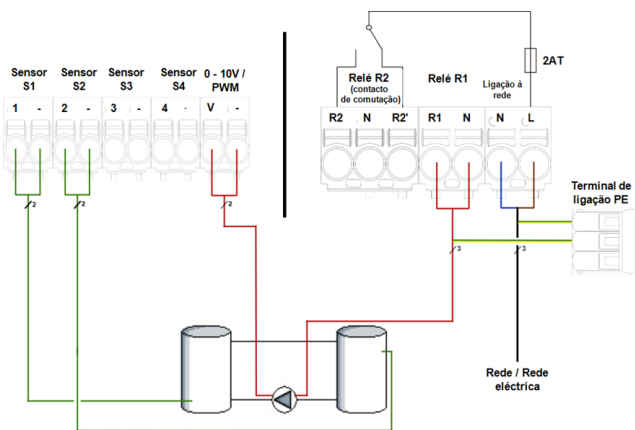 Sensor S1
Sensor S2
Sensor S3
Sensor S4
0 - 10V / PWM
1 -
2 -
3 -
4 -
V -
2
2
2
2AT
Relé R2
(contacto
de comutação)
Relé R1
Ligação à
rede
R2 N R2'
R1 N
N L
3
3
Terminal de
ligação PE
Rede / Rede
eléctrica